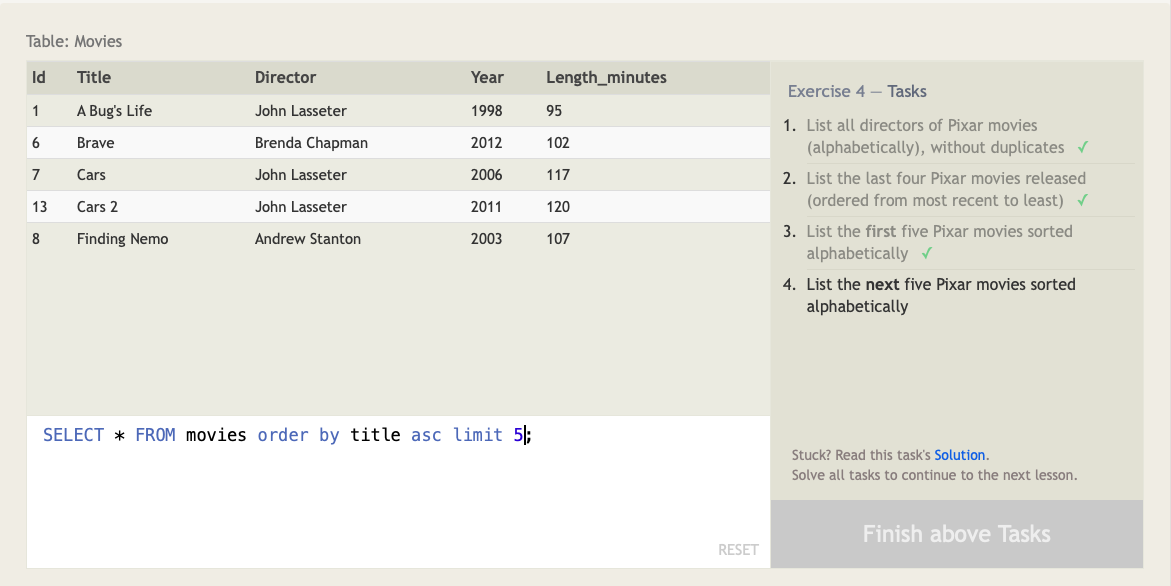 Table: Movies
Id Title Director Year Length_minutes
1 A Bug's Life John Lasseter 1998 95
6 Brave Brenda Chapman 2012 102
7 Cars John Lasseter 2006 117
13 Cars 2 John Lasseter 2011 120
8 Finding Nemo Andrew Stanton 2003 107
SELECT * FROM movies order by title asc limit 5;
RESET
Exercise 4 — Tasks
1. List all directors of Pixar movies
(alphabetically), without duplicates ✓
2. List the last four Pixar movies released
(ordered from most recent to least) ✓
3. List the first five Pixar movies sorted
alphabetically ✓
4. List the next five Pixar movies sorted
alphabetically
Stuck? Read this task's Solution.
Solve all tasks to continue to the next lesson.
Finish above Tasks